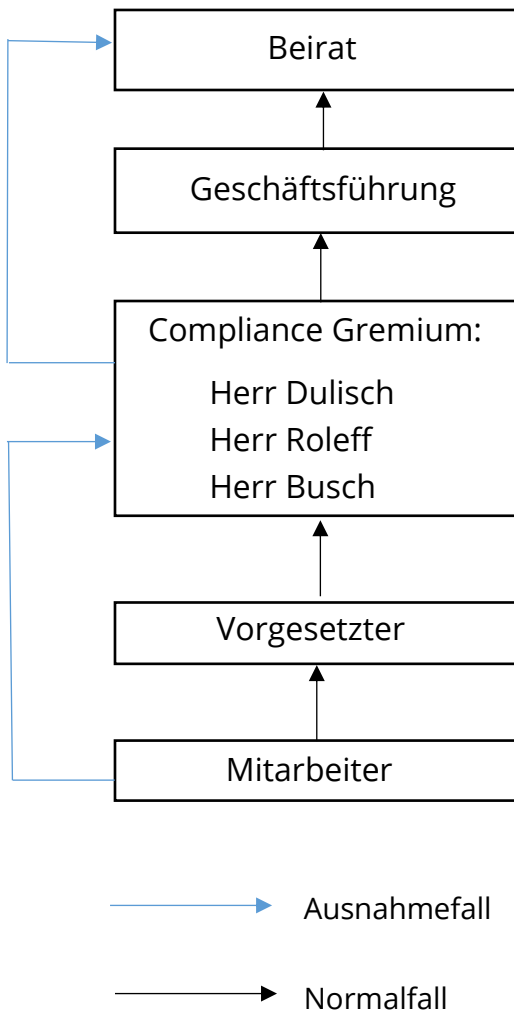 Beirat
Geschäftsführung
Compliance Gremium:
Herr Dulisch
Herr Roleff
Herr Busch
Vorgesetzter
Mitarbeiter
Ausnahmefall
Normalfall